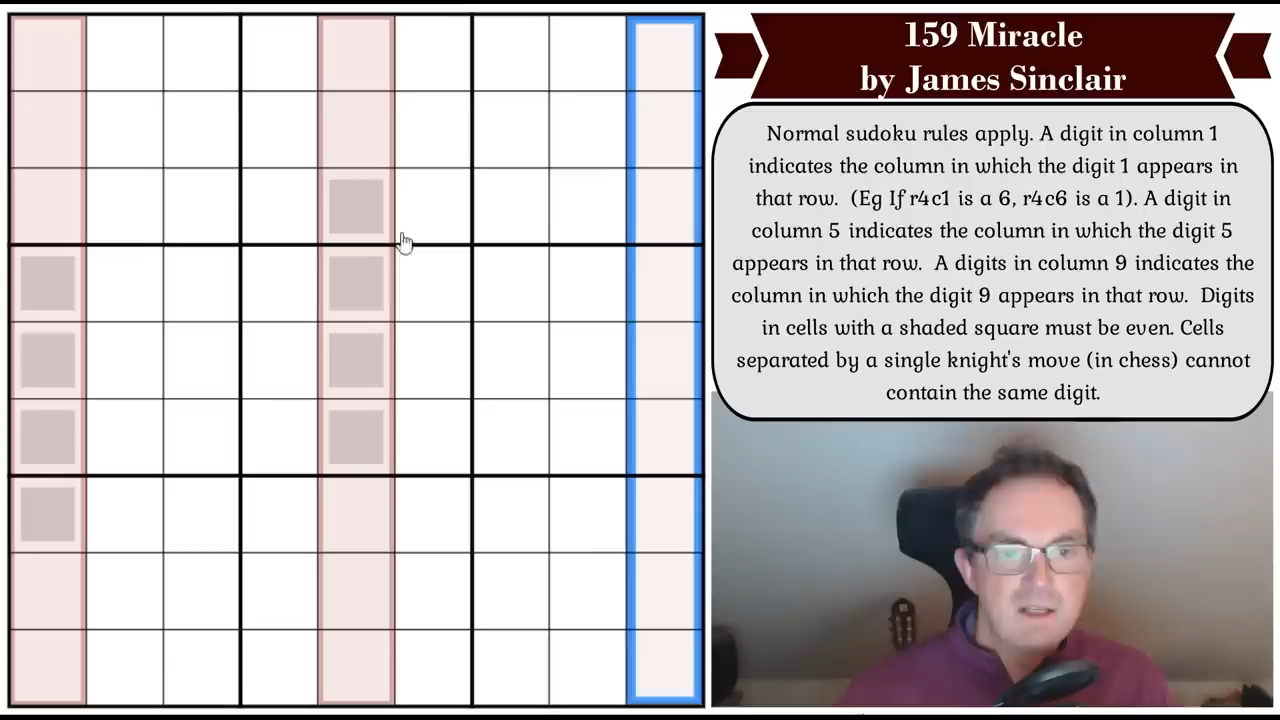 159 Miracle
by James Sinclair
Normal sudoku rules apply. A digit in column 1
indicates the column in which the digit 1 appears in
that row. (Eg If r4c1 is a 6, r4c6 is a 1). A digit in
column 5 indicates the column in which the digit 5
appears in that row. A digits in column 9 indicates the
column in which the digit 9 appears in that row. Digits
in cells with a shaded square must be even. Cells
separated by a single knight's move (in chess) cannot
contain the same digit.